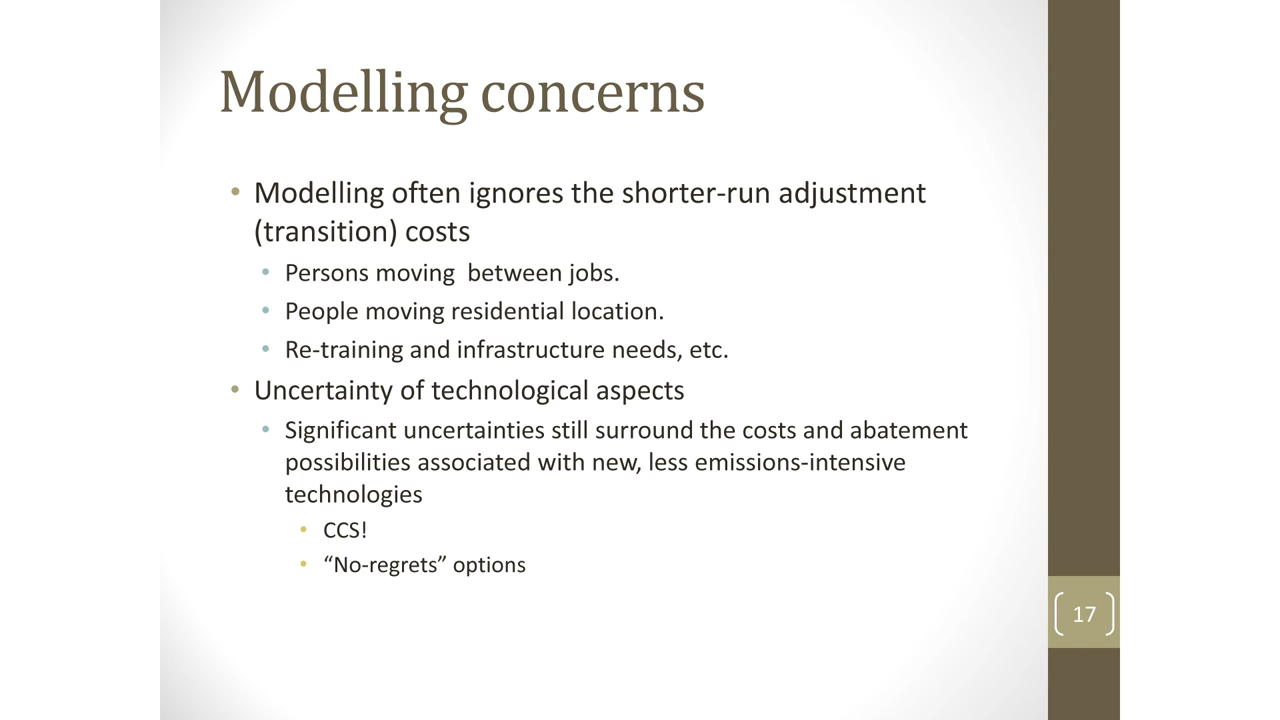 Modelling concerns
• Modelling often ignores the shorter-run adjustment
(transition) costs
• Persons moving  between jobs.
• People moving residential location.
• Re-training and infrastructure needs, etc.
• Uncertainty of technological aspects
• Significant uncertainties still surround the costs and abatement
possibilities associated with new, less emissions-intensive
technologies
• CCS!
• “No-regrets” options
17